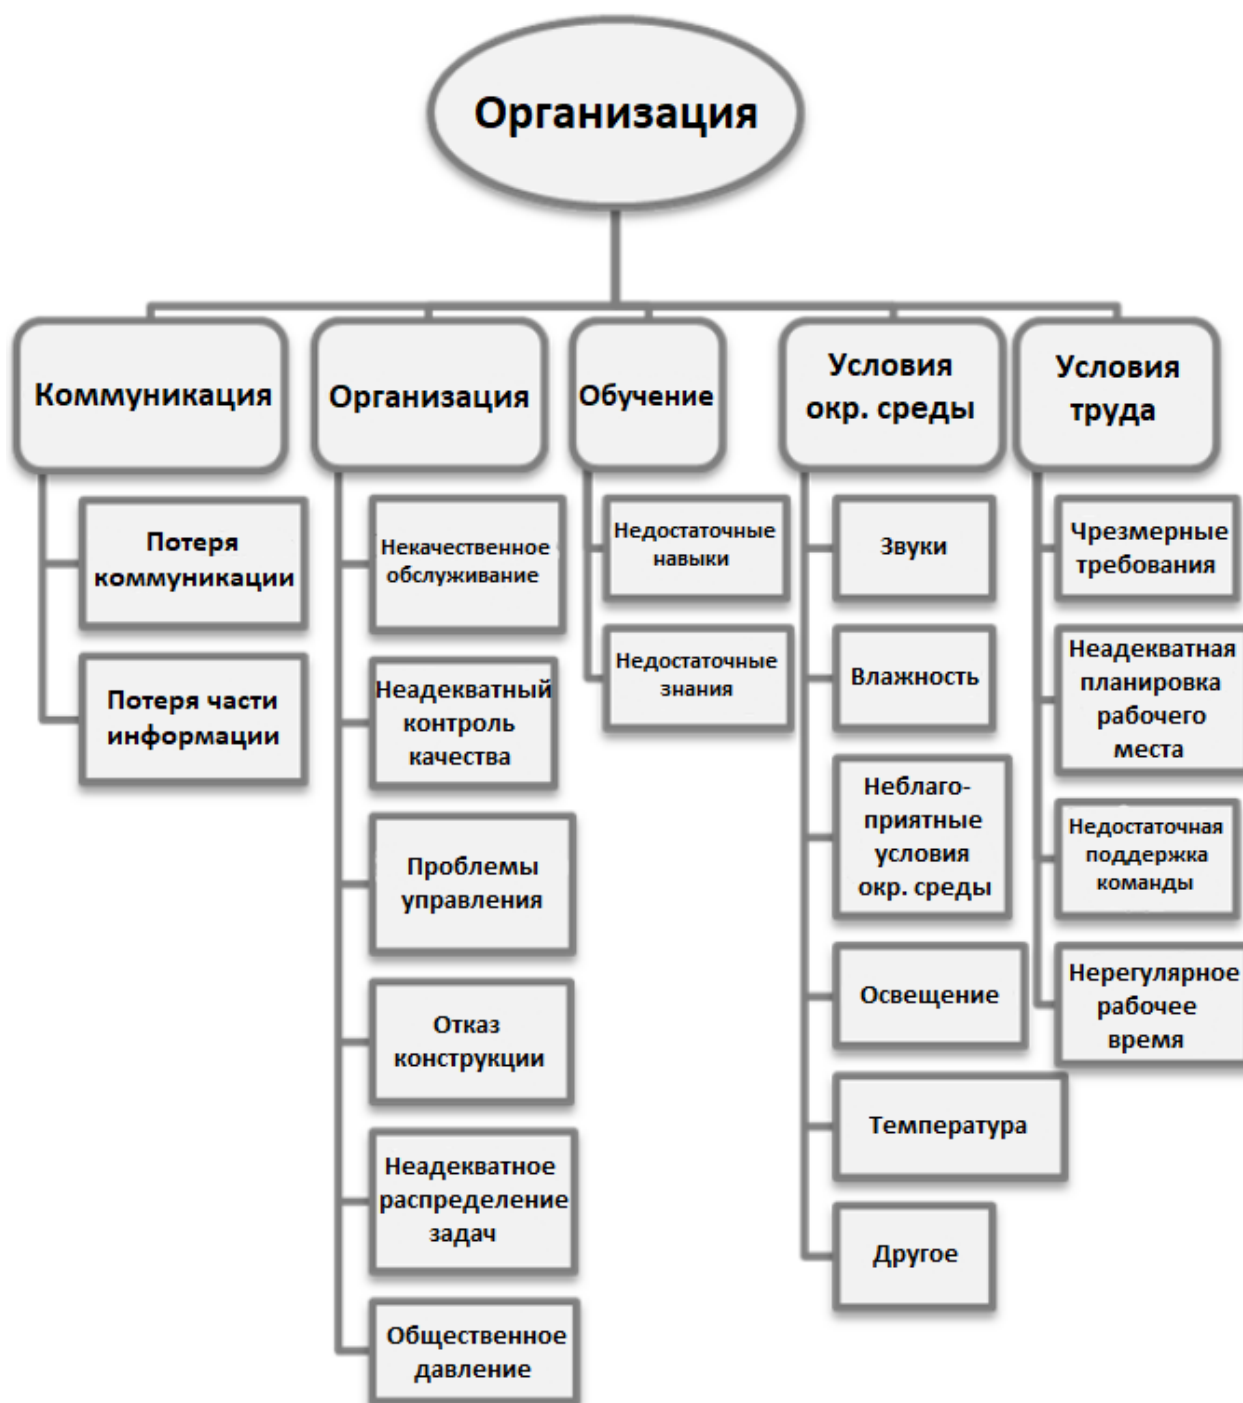 Организация
Коммуникация
Потеря
коммуникации
Потеря части
информации
Организация
Некачественное
обслуживание
Неадекватный
контроль
качества
Проблемы
управления
Отказ
конструкции
Неадекватное
распределение
задач
Общественное
давление
Обучение
Недостаточные
навыки
Недостаточные
знания
Условия
окр. среды
Звуки
Влажность
Неблаго-
приятные
условия
окр. среды
Освещение
Температура
Другое
Условия
труда
Чрезмерные
требования
Неадекватная
планировка
рабочего
места
Недостаточная
поддержка
команды
Нерегулярное
рабочее
время